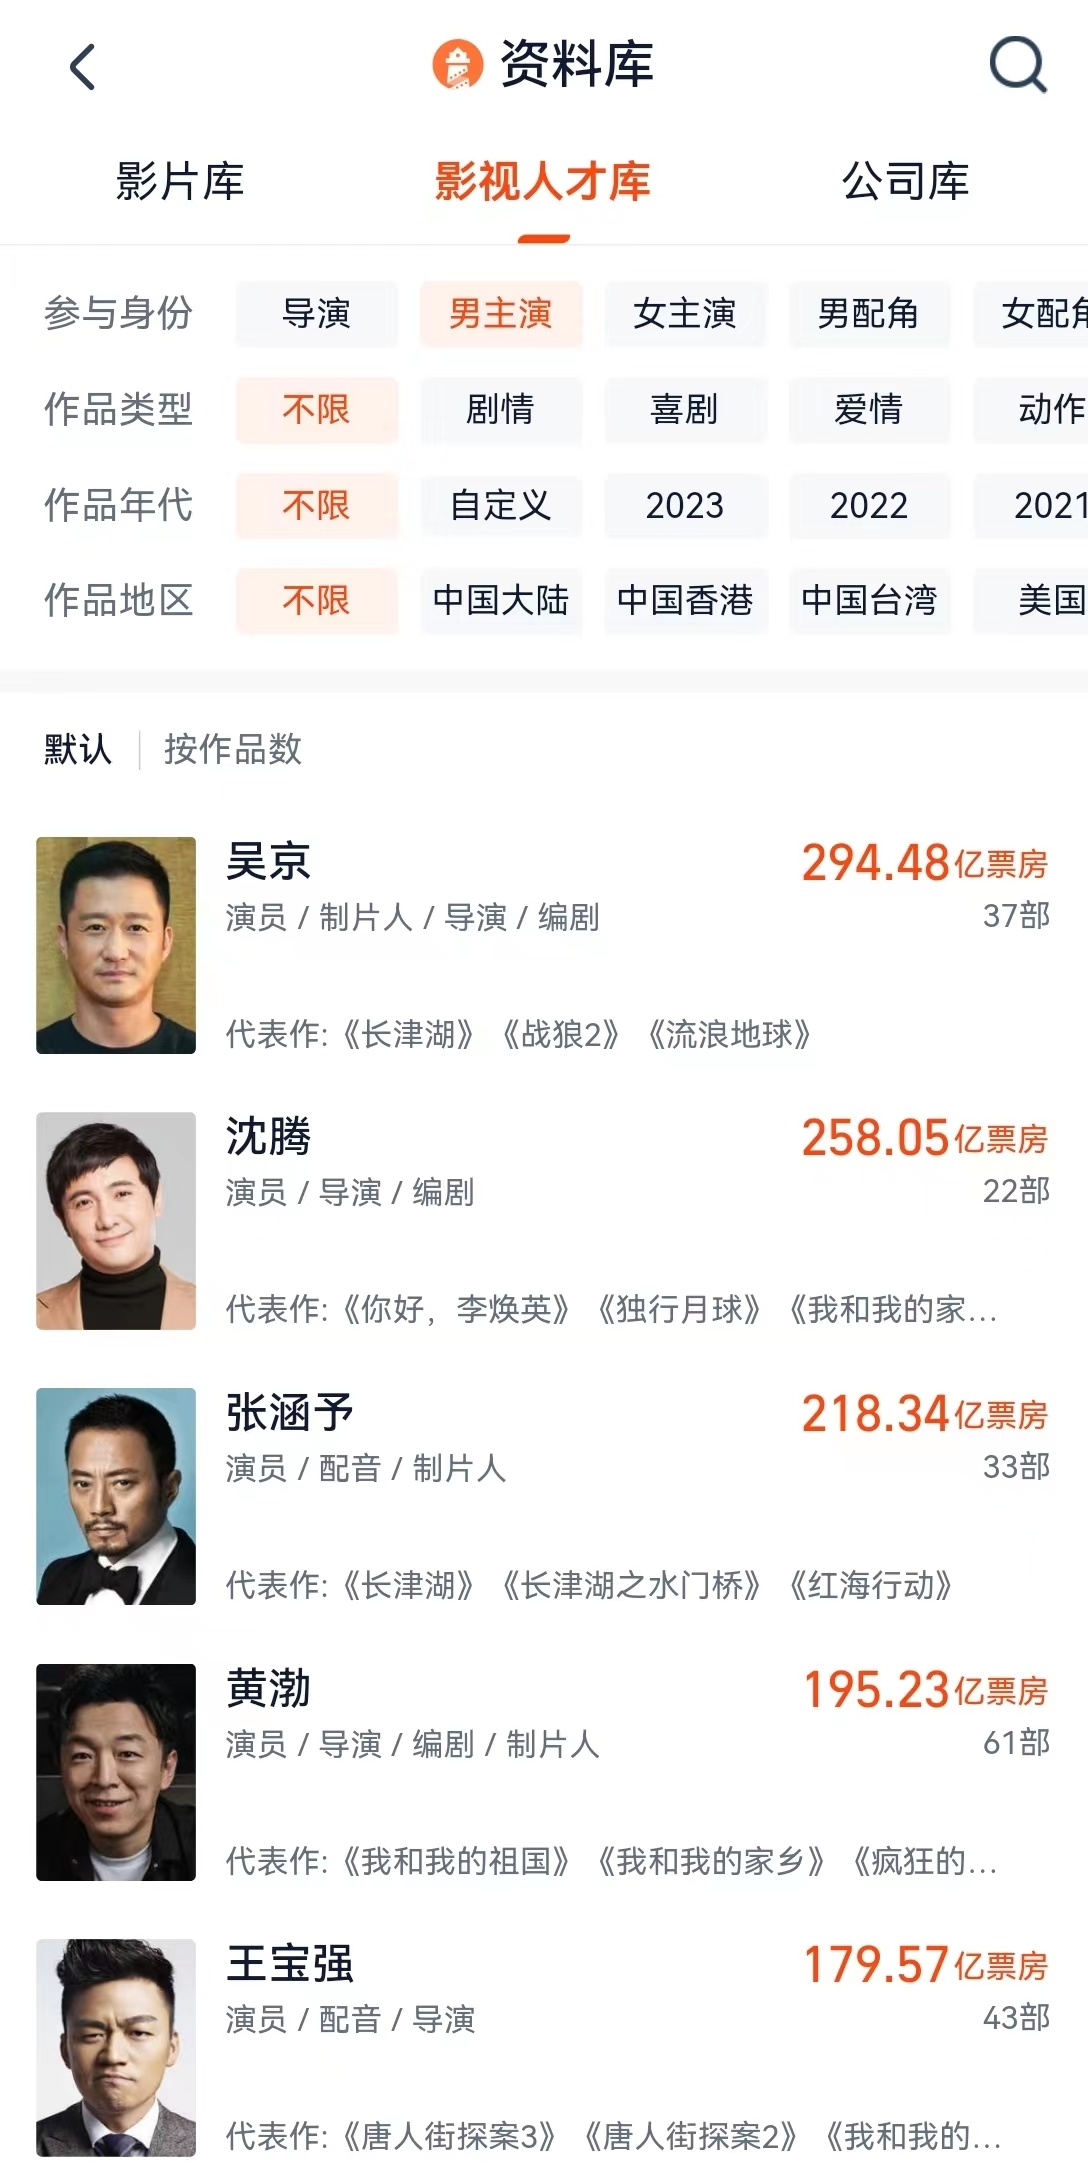 资料库
影片库 影视人才库 公司库
参与身份 导演 男主演 女主演 男配角 女配角
作品类型 不限 剧情 喜剧 爱情 动作
作品年代 不限 自定义 2023 2022 2021
作品地区 不限 中国大陆 中国香港 中国台湾 美国
默认 按作品数
吴京 294.48亿票房
演员 / 制片人 / 导演 / 编剧 37部
代表作:《长津湖》《战狼2》《流浪地球》
沈腾 258.05亿票房
演员 / 导演 / 编剧 22部
代表作:《你好，李焕英》《独行月球》《我和我的家...
张涵予 218.34亿票房
演员 / 配音 / 制片人 33部
代表作:《长津湖》《长津湖之水门桥》《红海行动》
黄渤 195.23亿票房
演员 / 导演 / 编剧 / 制片人 61部
代表作:《我和我的祖国》《我和我的家乡》《疯狂的...
王宝强 179.57亿票房
演员 / 配音 / 导演 43部
代表作:《唐人街探案3》《唐人街探案2》《我和我的...